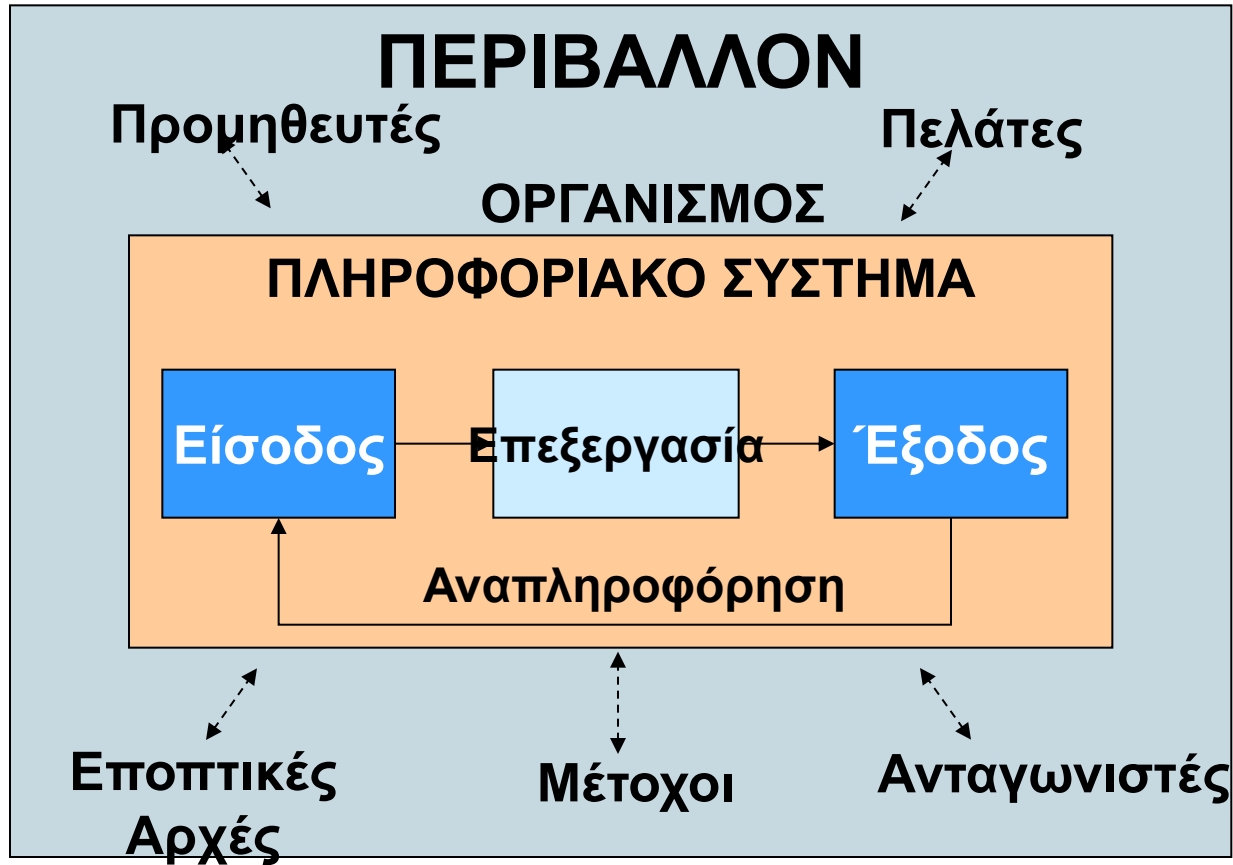 ΠΕΡΙΒΑΛΛΟΝ
Προμηθευτές
Πελάτες
ΟΡΓΑΝΙΣΜΟΣ
ΠΛΗΡΟΦΟΡΙΑΚΟ ΣΥΣΤΗΜΑ
Είσοδος
Επεξεργασία
Έξοδος
Αναπληροφόρηση
Εποπτικές
Αρχές
Μέτοχοι
Ανταγωνιστές